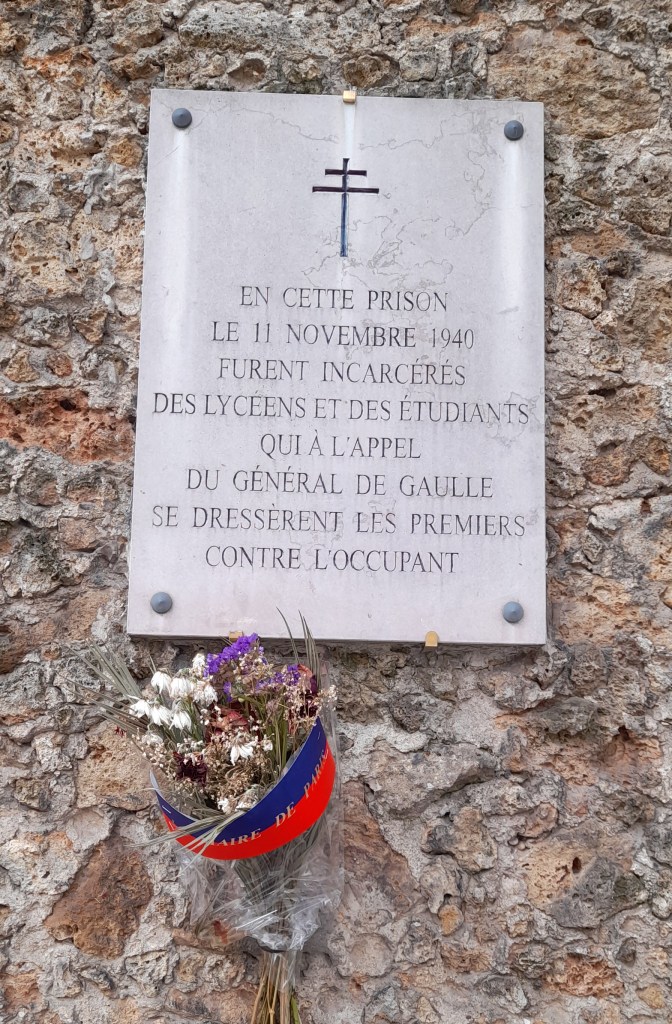 EN CETTE PRISON
LE 11 NOVEMBRE 1940
FURENT INCARCÉRÉS
DES LYCÉENS ET DES ÉTUDIANTS
QUI À L'APPEL
DU GÉNÉRAL DE GAULLE
SE DRESSÈRENT LES PREMIERS
CONTRE L'OCCUPANT
DE